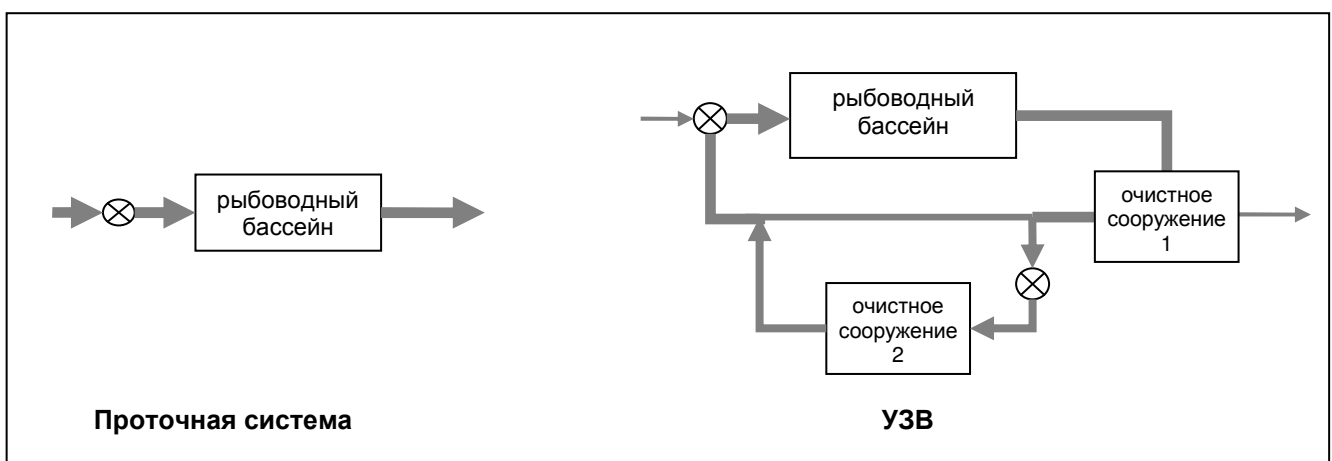 рыбоводный
бассейн
Проточная система
рыбоводный
бассейн
очистное
сооружение
1
очистное
сооружение
2
УЗВ